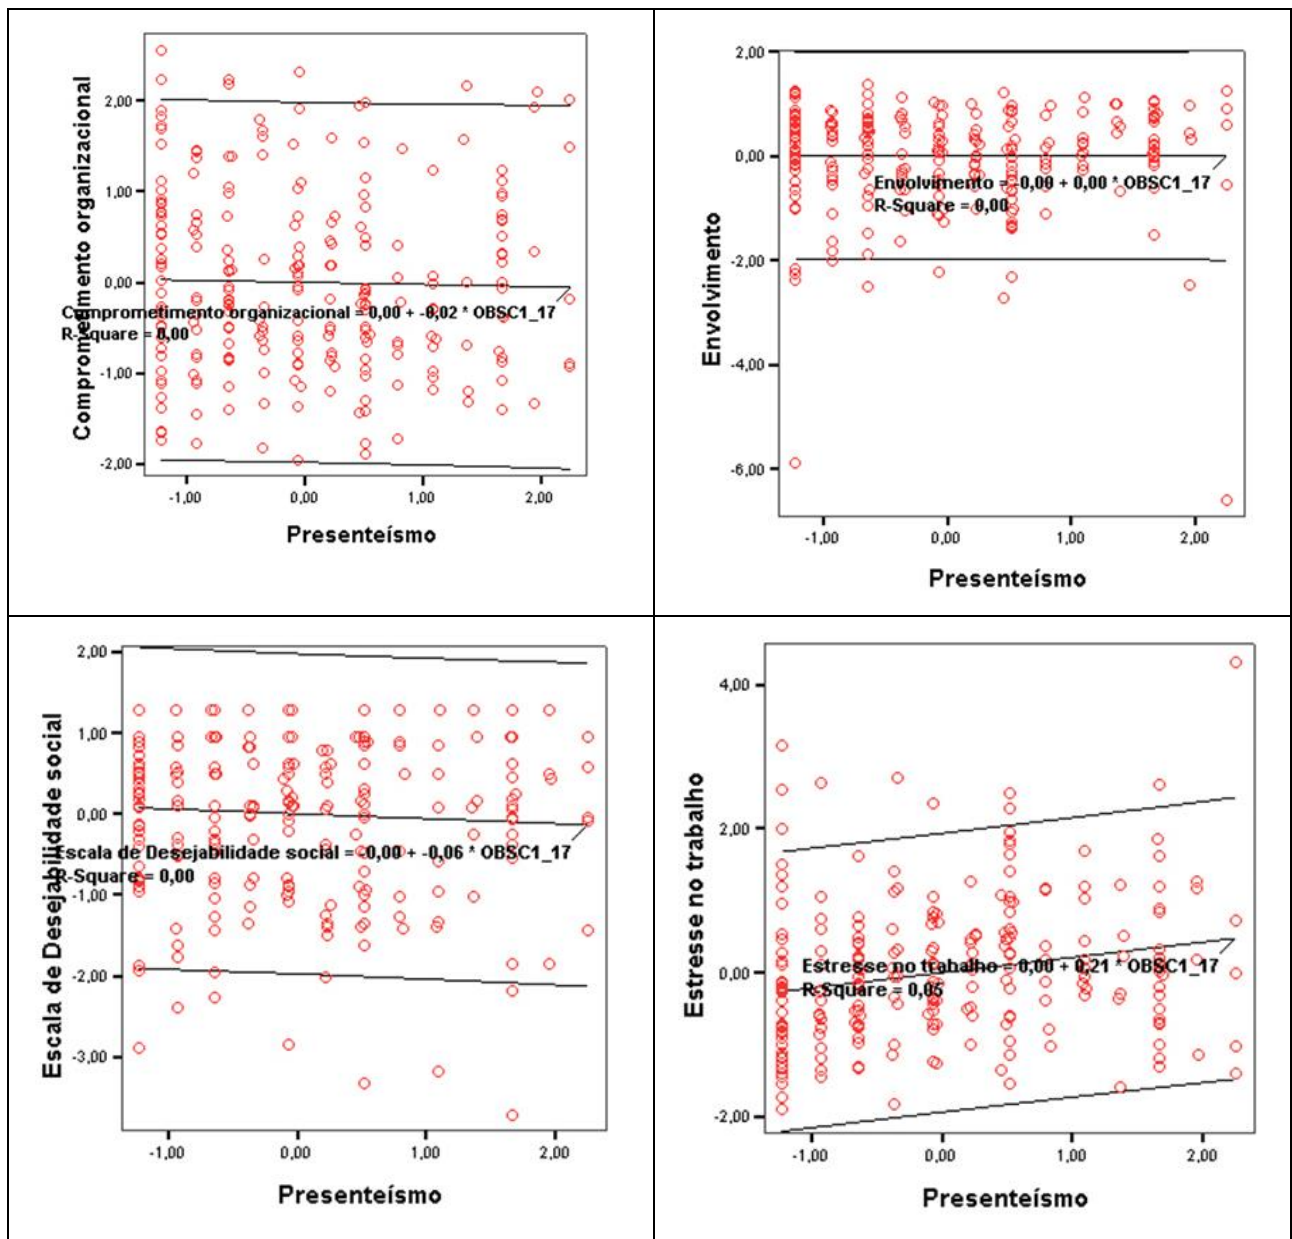 Comprometimento organizacional
2,00
1,00
0,00
-1,00
-2,00
Comprometimento organizacional = 0,00 + -0,02 * OBSC1_17
R-Square = 0,00
-1,00 0,00 1,00 2,00
Presenteísmo
Envolvimento
2,00
0,00
-2,00
-4,00
-6,00
Envolvimento = -0,00 + 0,00 * OBSC1_17
R-Square = 0,00
-1,00 0,00 1,00 2,00
Presenteísmo
Escala de Desejabilidade social
2,00
1,00
0,00
-1,00
-2,00
-3,00
Escala de Desejabilidade social = -0,00 + -0,06 * OBSC1_17
R-Square = 0,00
-1,00 0,00 1,00 2,00
Presenteísmo
Estresse no trabalho
4,00
2,00
0,00
-2,00
Estresse no trabalho = 0,00 + 0,21 * OBSC1_17
R-Square = 0,05
-1,00 0,00 1,00 2,00
Presenteísmo